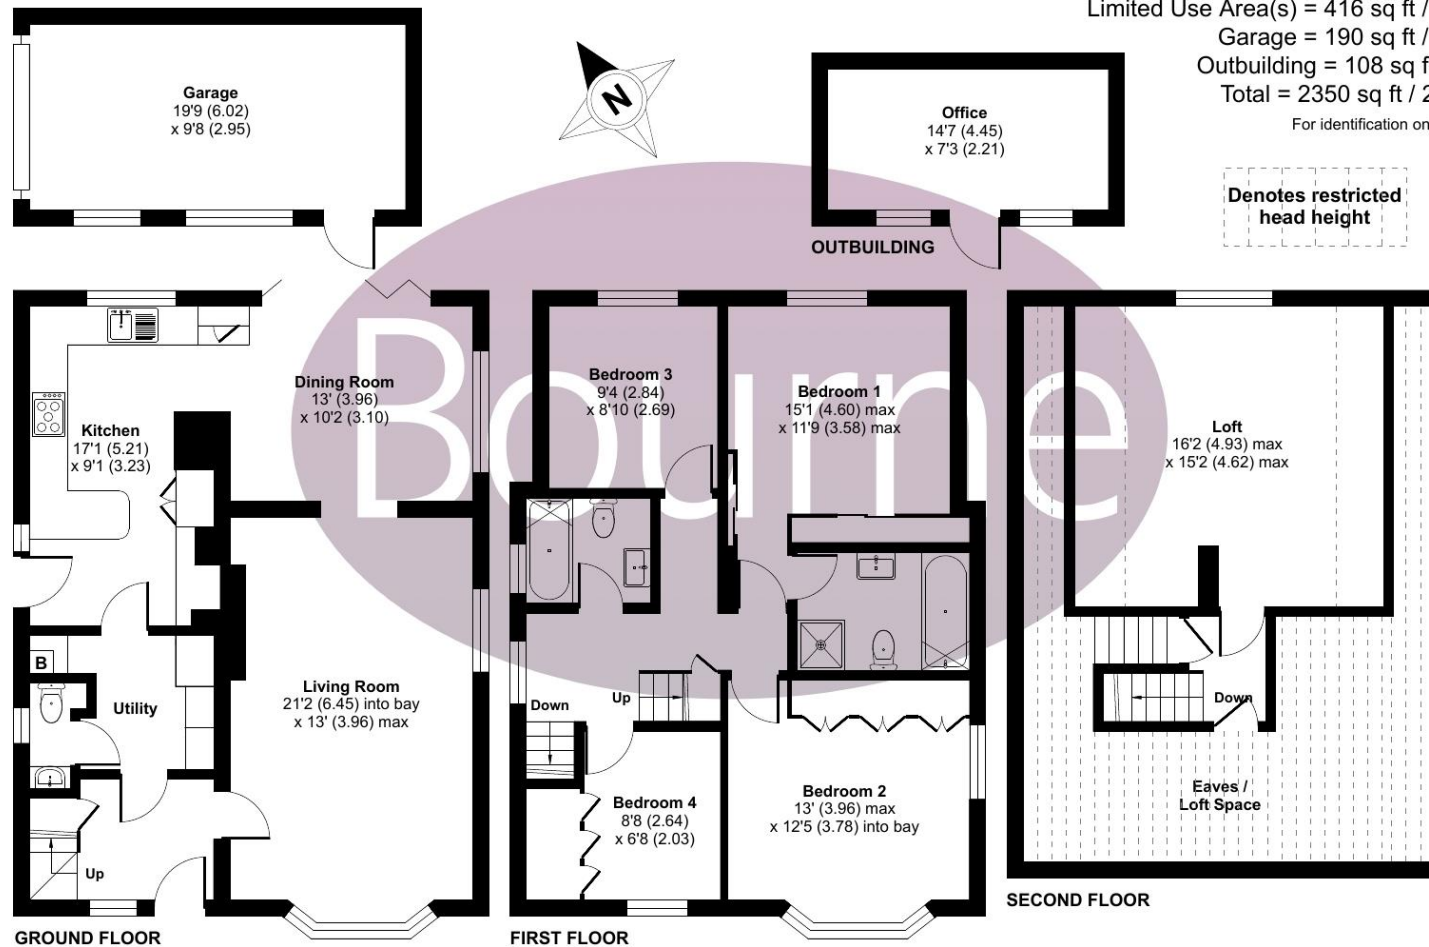 Limited Use Area(s) = 416 sq ft /
Garage = 190 sq ft /
Outbuilding = 108 sq f
Total = 2350 sq ft / 2
For identification on
Denotes restricted
head height
Garage
19'9 (6.02)
x 9'8 (2.95)
N
Office
14'7 (4.45)
x 7'3 (2.21)
OUTBUILDING
Bourne
Dining Room
13' (3.96)
x 10'2 (3.10)
Kitchen
17'1 (5.21)
x 9'1 (3.23)
B
Utility
Living Room
21'2 (6.45) into bay
x 13' (3.96) max
Up
GROUND FLOOR
Bedroom 3
9'4 (2.84)
x 8'10 (2.69)
Bedroom 1
15'1 (4.60) max
x 11'9 (3.58) max
Down
Up
Bedroom 4
8'8 (2.64)
x 6'8 (2.03)
Bedroom 2
13' (3.96) max
x 12'5 (3.78) into bay
FIRST FLOOR
Loft
16'2 (4.93) max
x 15'2 (4.62) max
Down
Eaves /
Loft Space
SECOND FLOOR